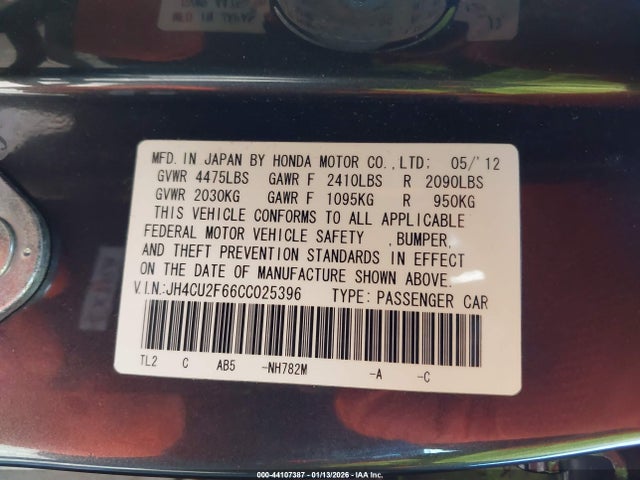 MFD. IN JAPAN BY HONDA MOTOR CO.,LTD: 05/'12
GVWR 4475LBS GAWR F 2410LBS R 2090LBS
GVWR 2030KG GAWR F 1095KG R 950KG
THIS VEHICLE CONFORMS TO ALL APPLICABLE
FEDERAL MOTOR VEHICLE SAFETY ,BUMPER,
AND THEFT PREVENTION STANDARDS IN EFFECT
ON THE DATE OF MANUFACTURE SHOWN ABOVE.
V.I.N.:JH4CU2F66CC025396 TYPE: PASSENGER CAR
TL2 C AB5 -NH782M -A -C
000-44107387 - 01/13/2026 - IAA Inc.